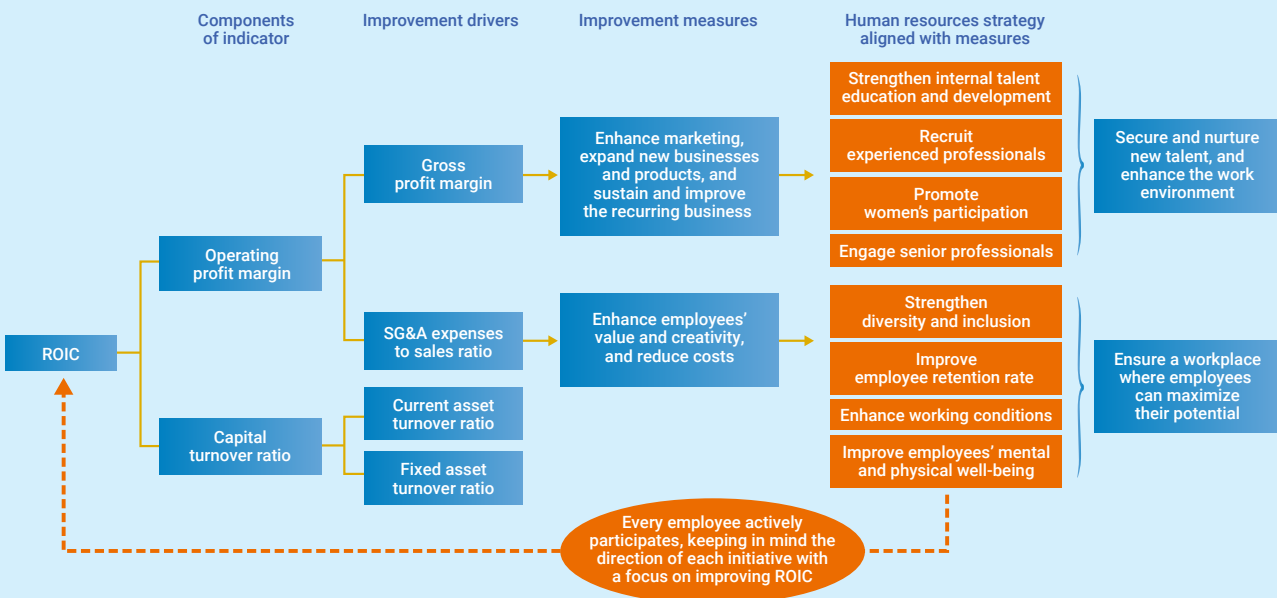 Components
of indicator
Improvement drivers
Improvement measures
Human resources strategy
aligned with measures
ROIC
Operating
profit margin
Capital
turnover ratio
Gross
profit margin
SG&A expenses
to sales ratio
Current asset
turnover ratio
Fixed asset
turnover ratio
Enhance marketing,
expand new businesses
and products, and
sustain and improve
the recurring business
Enhance employees’
value and creativity,
and reduce costs
Strengthen internal talent
education and development
Recruit
experienced professionals
Promote
women’s participation
Engage senior professionals
Strengthen
diversity and inclusion
Improve
employee retention rate
Enhance working conditions
Improve employees’ mental
and physical well-being
Secure and nurture
new talent, and
enhance the work
environment
Ensure a workplace
where employees
can maximize
their potential
Every employee actively
participates, keeping in mind the
direction of each initiative with
a focus on improving ROIC